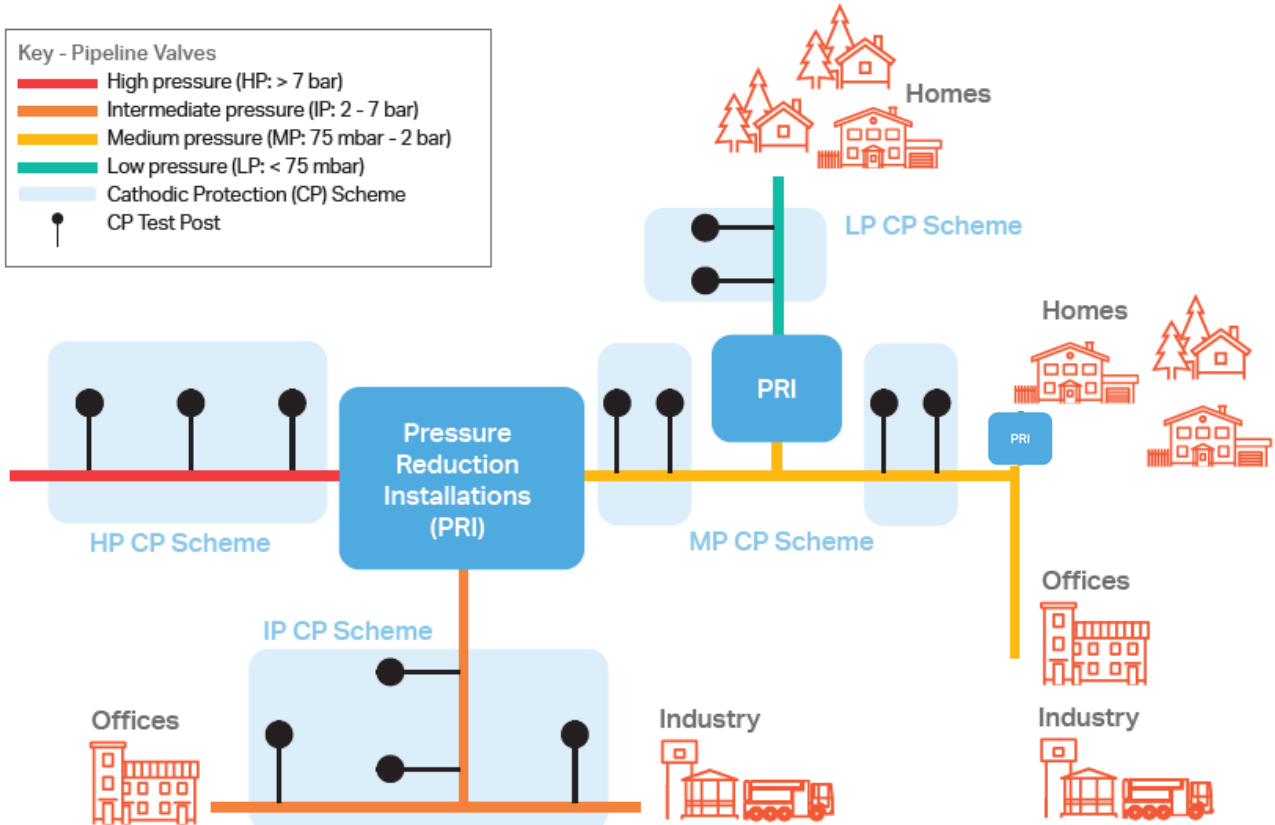 Key - Pipeline Valves
High pressure (HP: > 7 bar)
Intermediate pressure (IP: 2 - 7 bar)
Medium pressure (MP: 75 mbar - 2 bar)
Low pressure (LP: < 75 mbar)
Cathodic Protection (CP) Scheme
CP Test Post
Homes
LP CP Scheme
Homes
PRI
PRI
Pressure
Reduction
Installations
(PRI)
HP CP Scheme
MP CP Scheme
Offices
IP CP Scheme
Offices
Industry
Industry